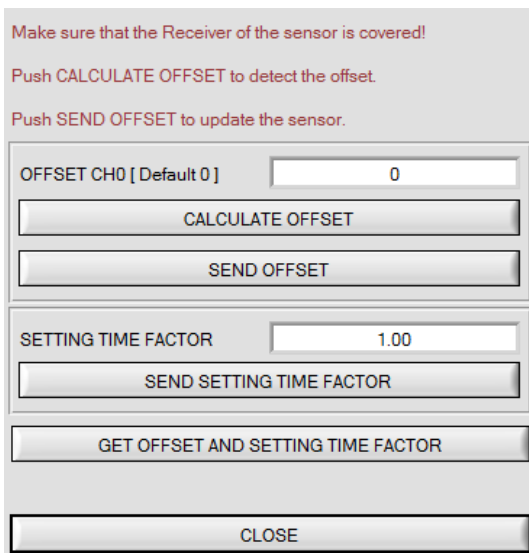 Make sure that the Receiver of the sensor is covered!
Push CALCULATE OFFSET to detect the offset.
Push SEND OFFSET to update the sensor.
OFFSET CH0 [ Default 0 ] 0
CALCULATE OFFSET
SEND OFFSET
SETTING TIME FACTOR 1.00
SEND SETTING TIME FACTOR
GET OFFSET AND SETTING TIME FACTOR
CLOSE